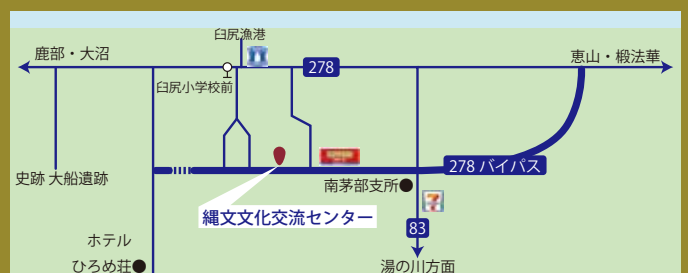 臼尻漁港
鹿部・大沼
278
恵山・椴法華
臼尻小学校前
278 バイパス
史跡 大船遺跡
南茅部支所
縄文文化交流センター
83
ホテル
ひろめ荘
湯の川方面